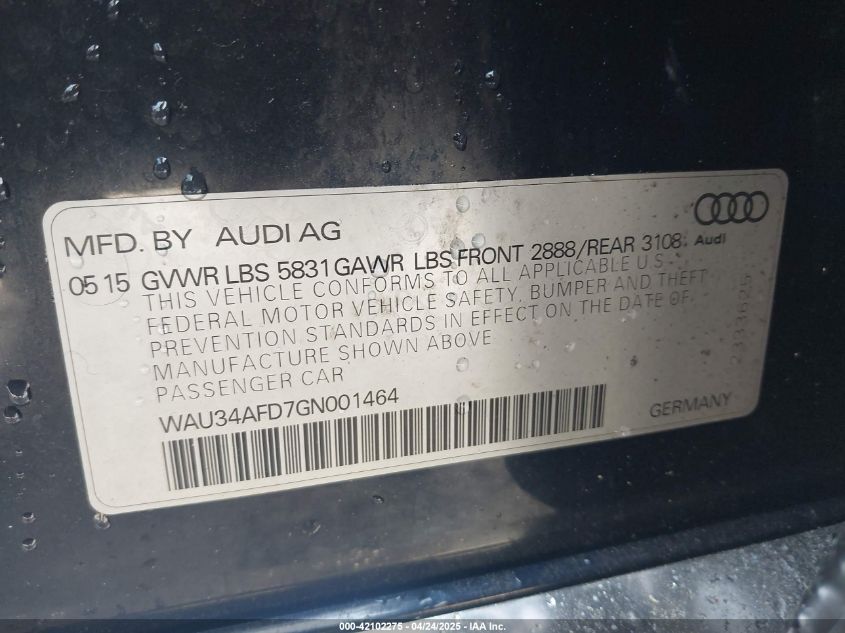 MFD. BY AUDI AG
Audi
05 15 GVWR LBS 5831 GAWR LBS FRONT 2888/REAR 3108
THIS VEHICLE CONFORMS TO ALL APPLICABLE U.S.
FEDERAL MOTOR VEHICLE SAFETY, BUMPER AND THEFT
PREVENTION STANDARDS IN EFFECT ON THE DATE OF
MANUFACTURE SHOWN ABOVE
PASSENGER CAR
WAU34AFD7GN001464
GERMANY
2333625
000-42102275 - 04/24/2025 - IAA Inc.